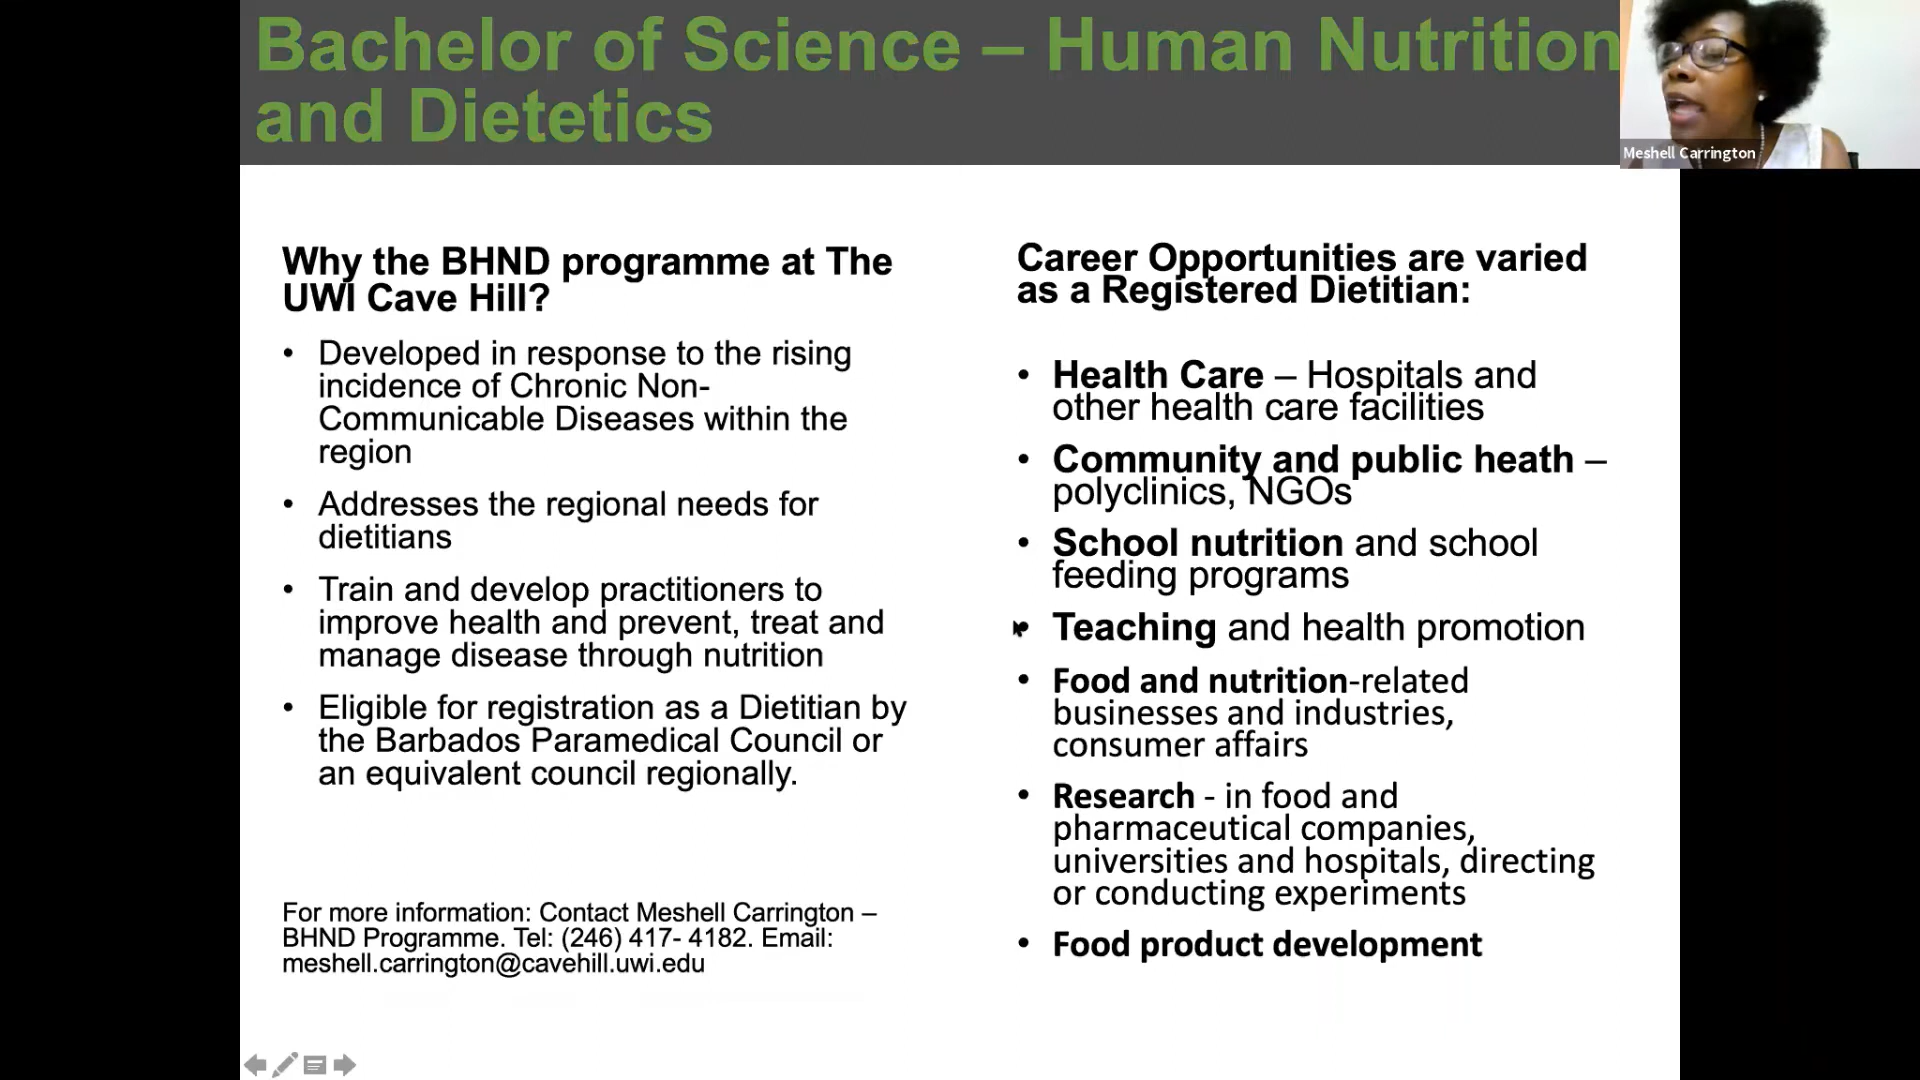 Bachelor of Science – Human Nutrition
and Dietetics
Meshell Carrington
Why the BHND programme at The
UWI Cave Hill?
• Developed in response to the rising
incidence of Chronic Non-
Communicable Diseases within the
region
• Addresses the regional needs for
dietitians
• Train and develop practitioners to
improve health and prevent, treat and
manage disease through nutrition
• Eligible for registration as a Dietitian by
the Barbados Paramedical Council or
an equivalent council regionally.
For more information: Contact Meshell Carrington –
BHND Programme. Tel: (246) 417- 4182. Email:
meshell.carrington@cavehill.uwi.edu
Career Opportunities are varied
as a Registered Dietitian:
• Health Care – Hospitals and
other health care facilities
• Community and public heath –
polyclinics, NGOs
• School nutrition and school
feeding programs
• Teaching and health promotion
• Food and nutrition-related
businesses and industries,
consumer affairs
• Research - in food and
pharmaceutical companies,
universities and hospitals, directing
or conducting experiments
• Food product development